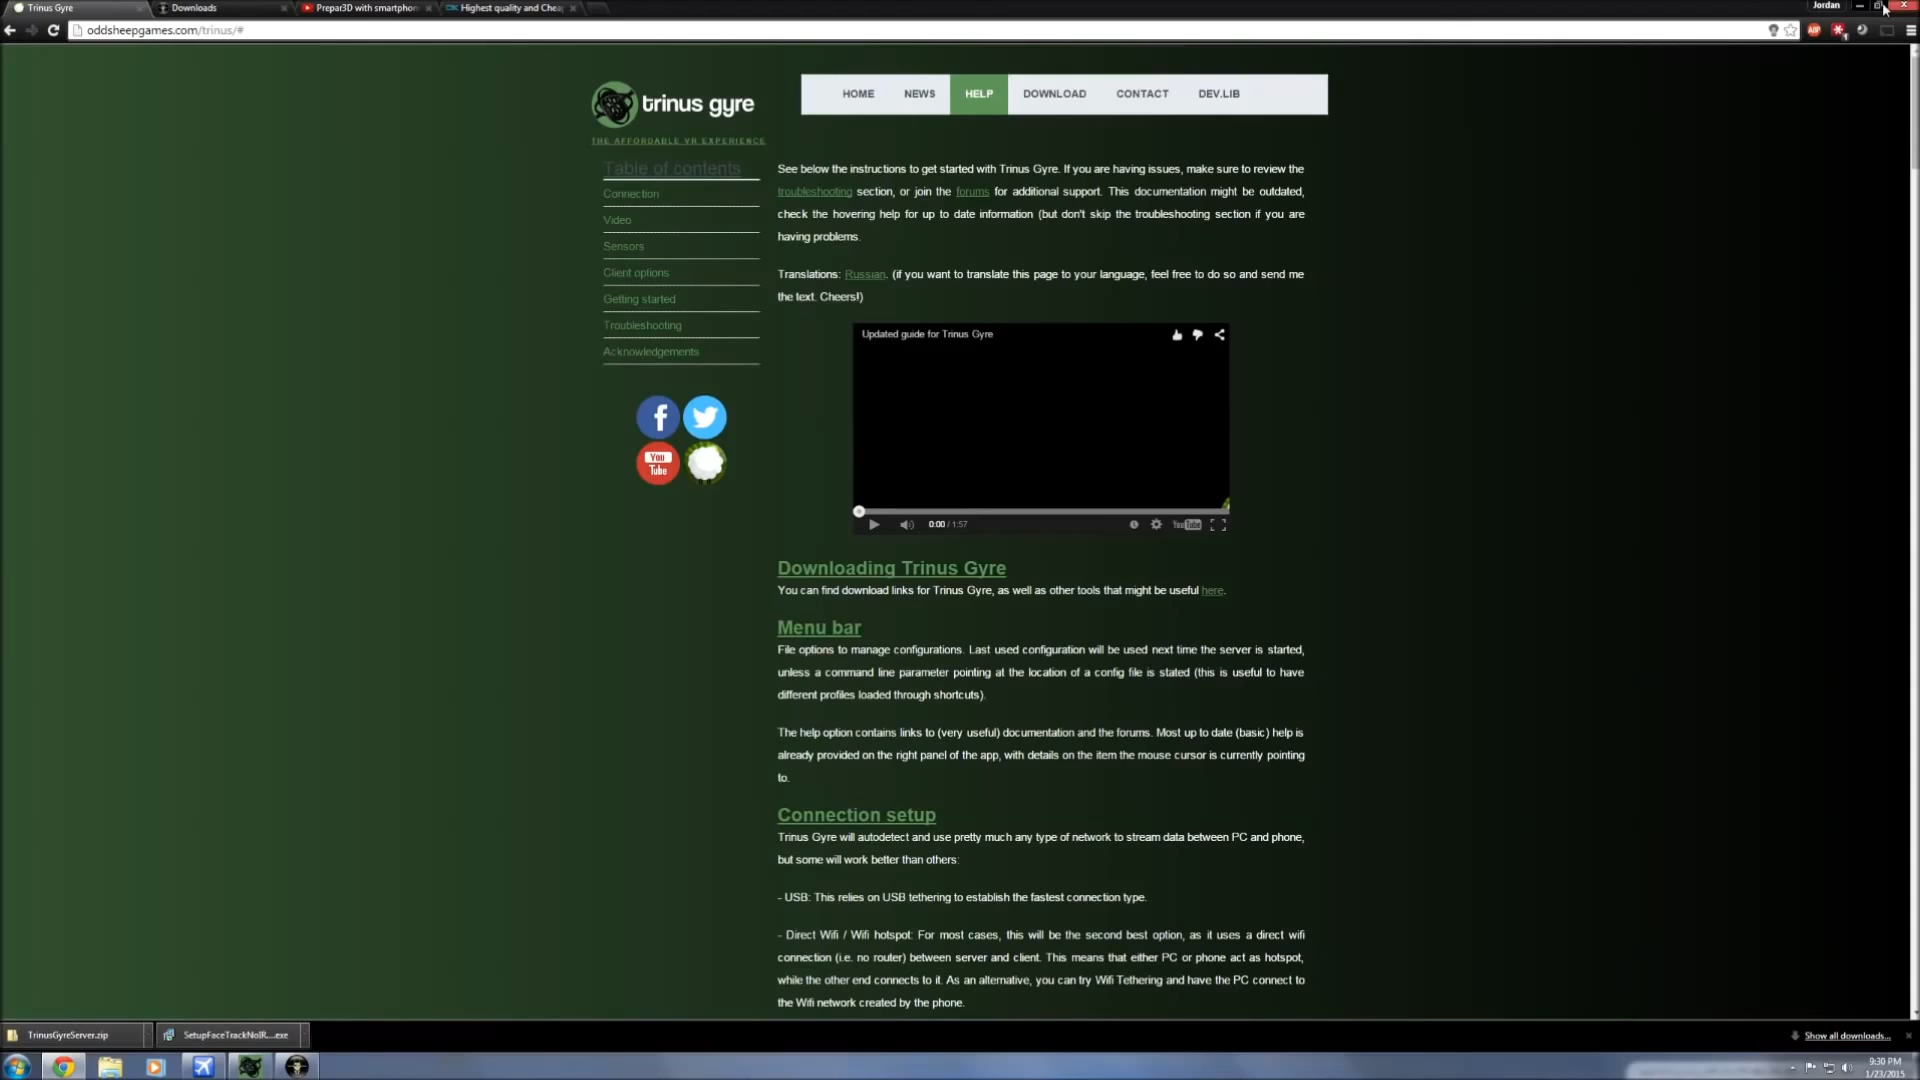 Trinus Gyre
Downloads
Prepar3D with smartphon
Highest quality and Chea
Jordan
oddsheepgames.com/trinus/#
ABP
trinus gyre
THE AFFORDABLE VR EXPERIENCE
HOME NEWS HELP DOWNLOAD CONTACT DEV.LIB
Table of contents
Connection
Video
Sensors
Client options
Getting started
Troubleshooting
Acknowledgements
You
Tube
See below the instructions to get started with Trinus Gyre. If you are having issues, make sure to review the
troubleshooting section, or join the forums for additional support. This documentation might be outdated,
check the hovering help for up to date information (but don't skip the troubleshooting section if you are
having problems.
Translations: Russian. (if you want to translate this page to your language, feel free to do so and send me
the text. Cheers!)
Updated guide for Trinus Gyre
0:00 / 1:57
YouTube
Downloading Trinus Gyre
You can find download links for Trinus Gyre, as well as other tools that might be useful here.
Menu bar
File options to manage configurations. Last used configuration will be used next time the server is started,
unless a command line parameter pointing at the location of a config file is stated (this is useful to have
different profiles loaded through shortcuts).
The help option contains links to (very useful) documentation and the forums. Most up to date (basic) help is
already provided on the right panel of the app, with details on the item the mouse cursor is currently pointing
to.
Connection setup
Trinus Gyre will autodetect and use pretty much any type of network to stream data between PC and phone,
but some will work better than others:
- USB: This relies on USB tethering to establish the fastest connection type.
- Direct Wifi / Wifi hotspot: For most cases, this will be the second best option, as it uses a direct wifi
connection (i.e. no router) between server and client. This means that either PC or phone act as hotspot,
while the other end connects to it. As an alternative, you can try Wifi Tethering and have the PC connect to
the Wifi network created by the phone.
TrinusGyreServer.zip
SetupFaceTrackNoIR....exe
Show all downloads...
9:30 PM
1/23/2015